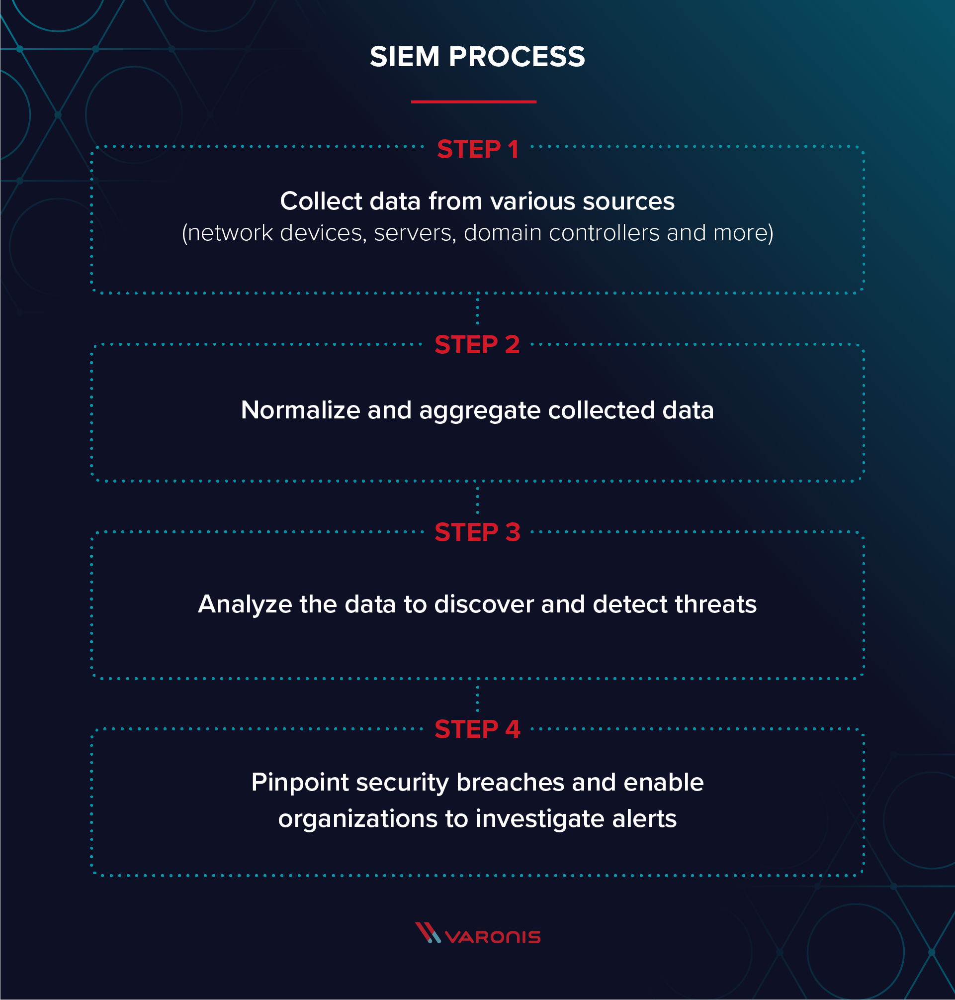 SIEM PROCESS
STEP 1
Collect data from various sources
(network devices, servers, domain controllers and more)
STEP 2
Normalize and aggregate collected data
STEP 3
Analyze the data to discover and detect threats
STEP 4
Pinpoint security breaches and enable
organizations to investigate alerts
VARONIS